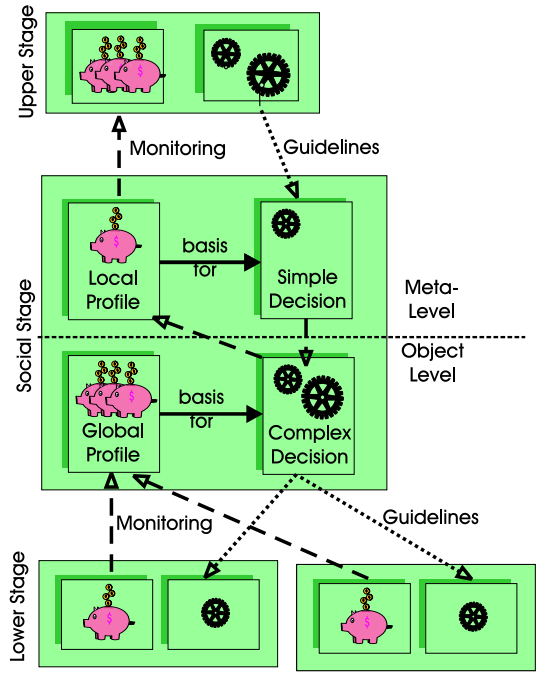 Upper Stage
$
Monitoring
Guidelines
Social Stage
$
Local
Profile
basis
for
Simple
Decision
Meta-
Level
Object
Level
$
Global
Profile
basis
for
Complex
Decision
Monitoring
Guidelines
Lower Stage
$
$